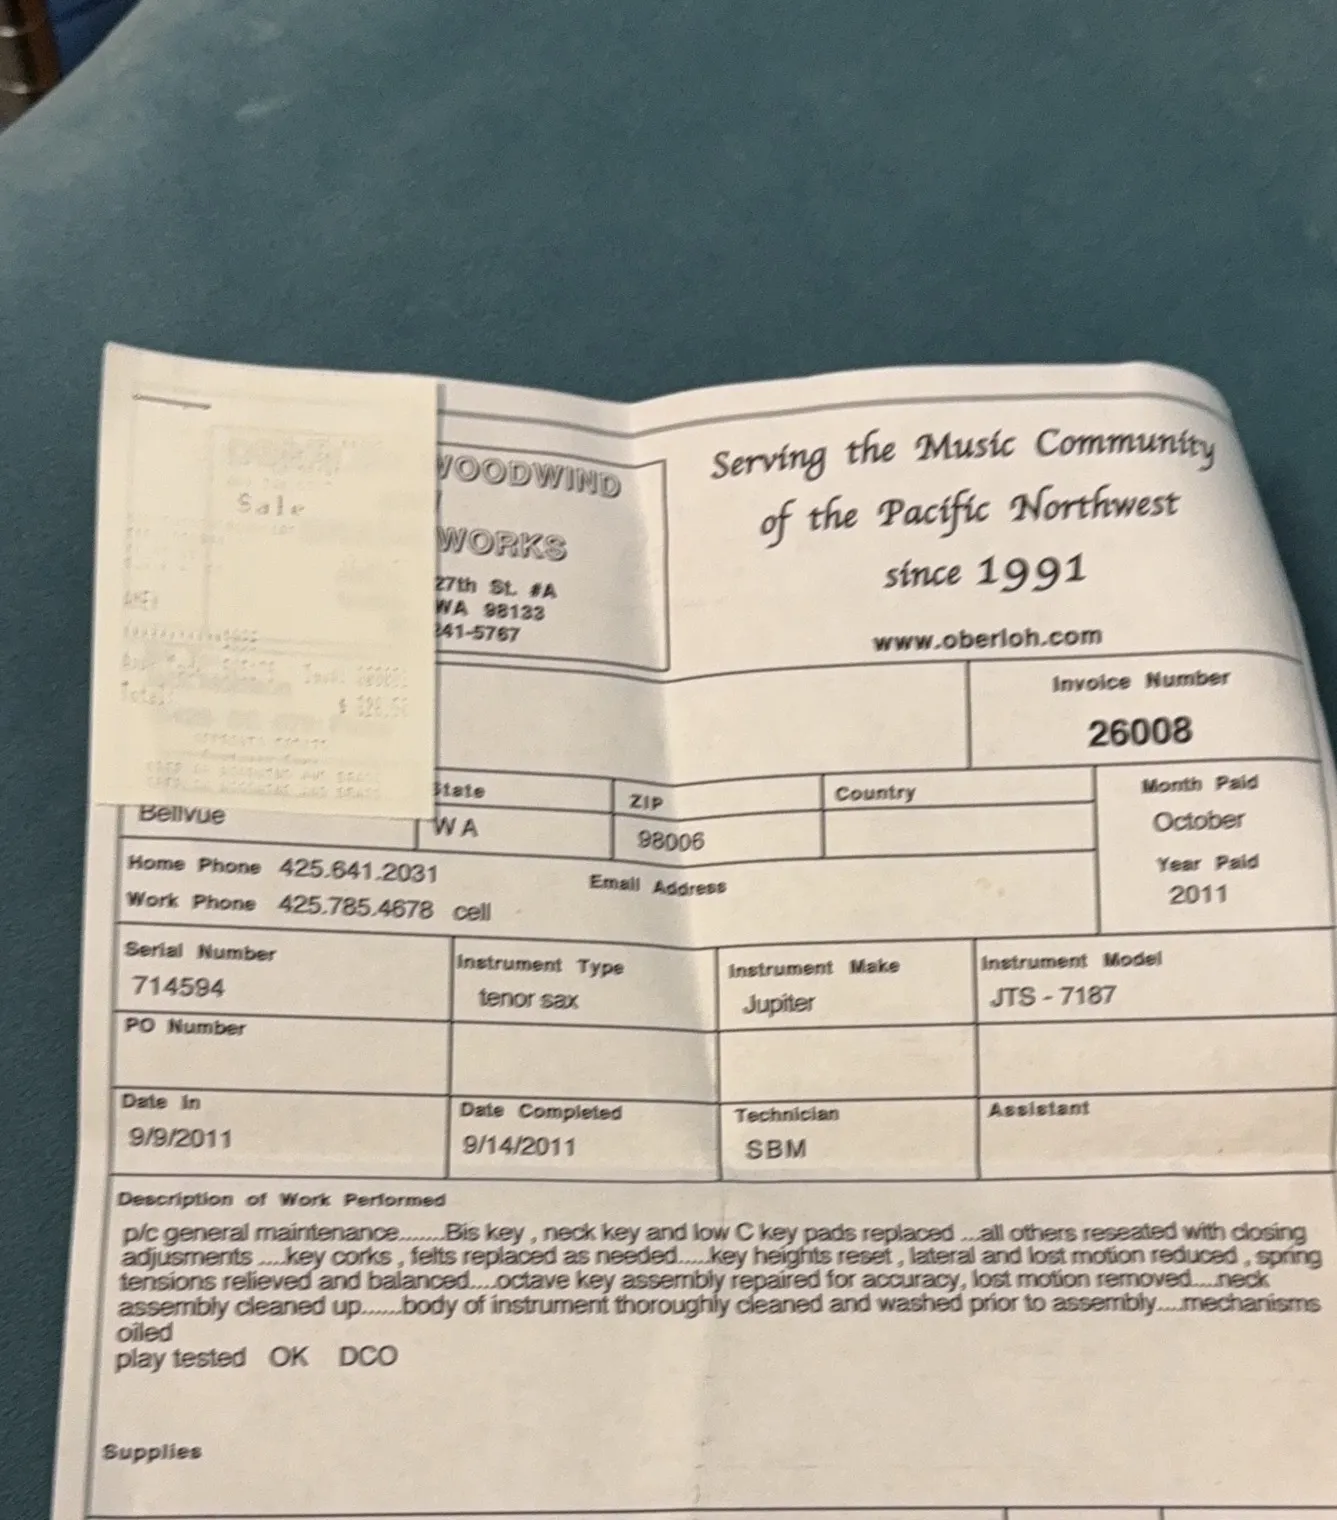 Sale
AMEX
Total:
WOODWIND
WORKS
27th St. #A
WA 98133
241-5767
Serving the Music Community
of the Pacific Northwest
since 1991
www.oberloh.com
Invoice Number
26008
State
ZIP
Country
Month Paid
Bellvue
WA
98006
October
Home Phone 425.641.2031
Email Address
Year Paid
Work Phone 425.785.4678 cell
2011
Serial Number
Instrument Type
Instrument Make
Instrument Model
714594
tenor sax
Jupiter
JTS - 7187
PO Number
Date In
Date Completed
Technician
Assistant
9/9/2011
9/14/2011
SBM
Description of Work Performed
p/c general maintenance........Bis key , neck key and low C key pads replaced ...all others reseated with closing
adjusments .....key corks , felts replaced as needed......key heights reset , lateral and lost motion reduced , spring
tensions relieved and balanced.....octave key assembly repaired for accuracy, lost motion removed.....neck
assembly cleaned up.......body of instrument thoroughly cleaned and washed prior to assembly.....mechanisms
oiled
play tested OK DCO
Supplies